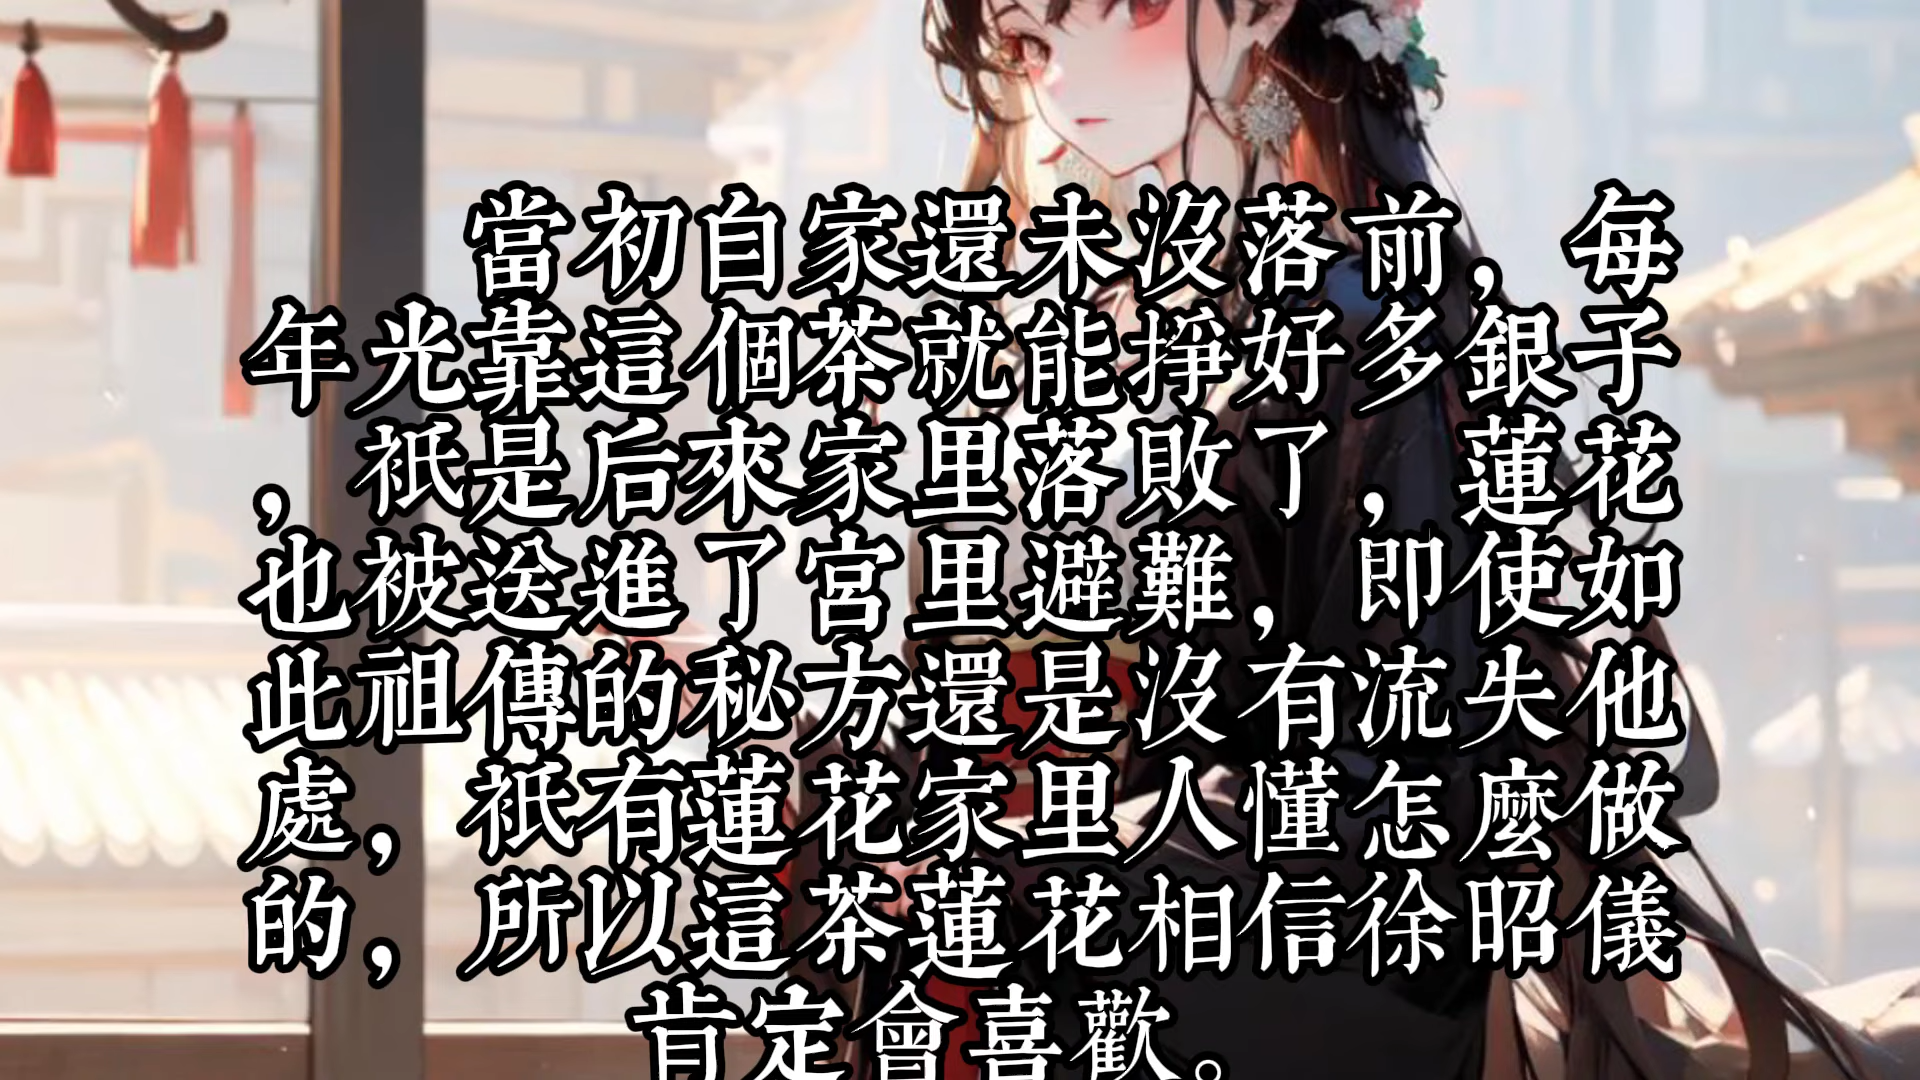 當初自家還未沒落前，每
年光靠這個茶就能掙好多銀子
，衹是后來家里落敗了，蓮花
也被送進了宮里避難，即使如
此祖傳的秘方還是沒有流失他
處，衹有蓮花家里人懂怎麼做
的，所以這茶蓮花相信徐昭儀
肯定會喜歡。